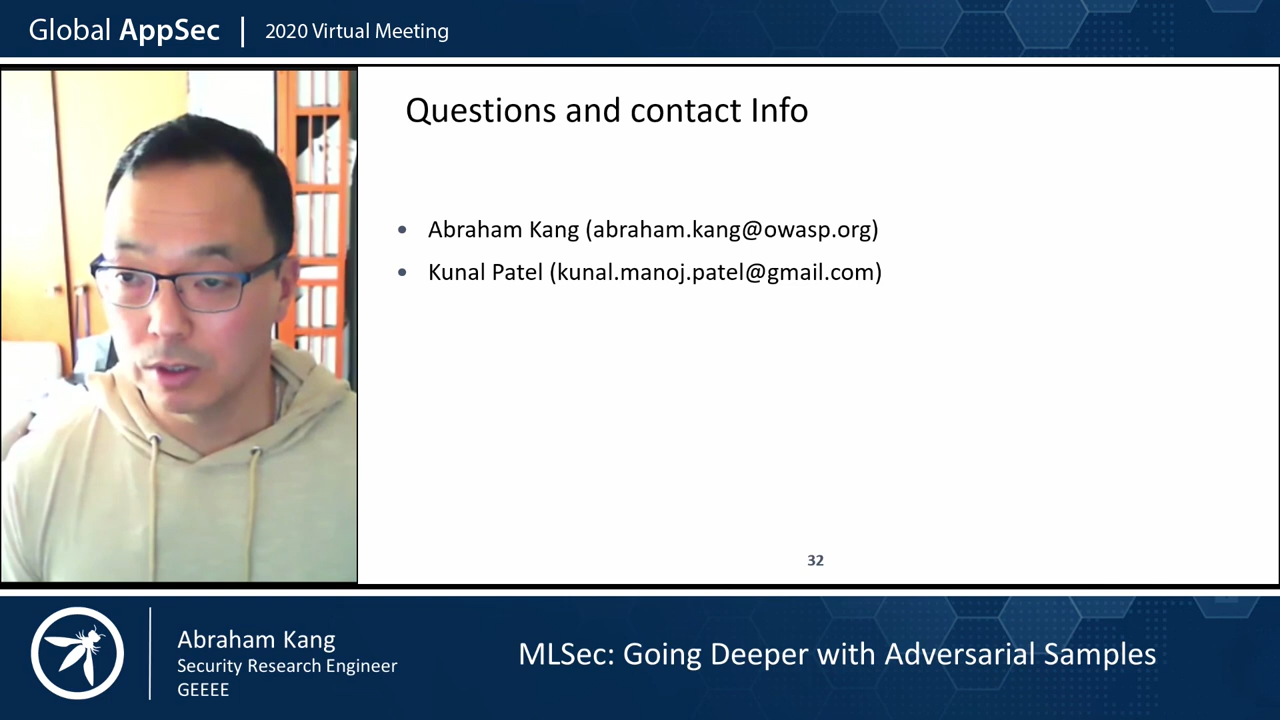 Global AppSec | 2020 Virtual Meeting
Questions and contact Info
• Abraham Kang (abraham.kang@owasp.org)
• Kunal Patel (kunal.manoj.patel@gmail.com)
32
Abraham Kang
Security Research Engineer
GEEEE
MLSec: Going Deeper with Adversarial Samples